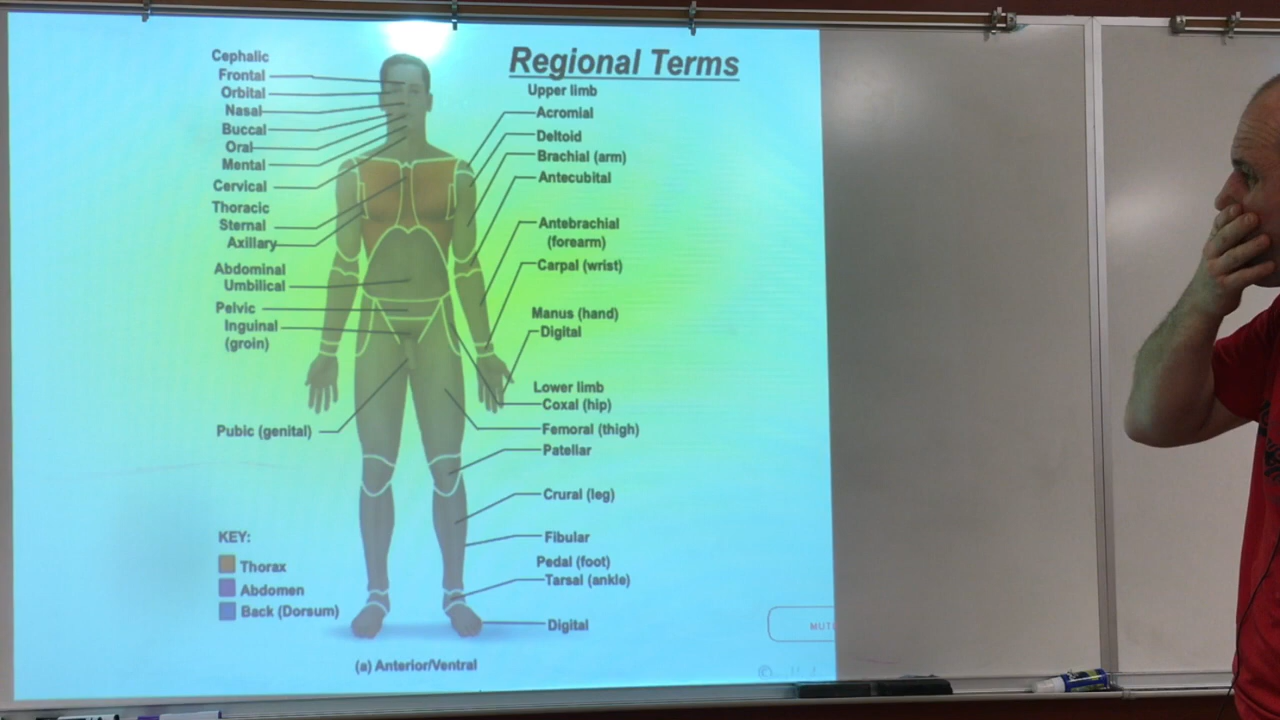 Regional Terms
Cephalic
Frontal
Orbital
Nasal
Buccal
Oral
Mental
Cervical
Thoracic
Sternal
Axillary
Abdominal
Umbilical
Pelvic
Inguinal
(groin)
Pubic (genital)
Upper limb
Acromial
Deltoid
Brachial (arm)
Antecubital
Antebrachial
(forearm)
Carpal (wrist)
Manus (hand)
Digital
Lower limb
Coxal (hip)
Femoral (thigh)
Patellar
Crural (leg)
Fibular
Pedal (foot)
Tarsal (ankle)
Digital
KEY:
Thorax
Abdomen
Back (Dorsum)
(a) Anterior/Ventral